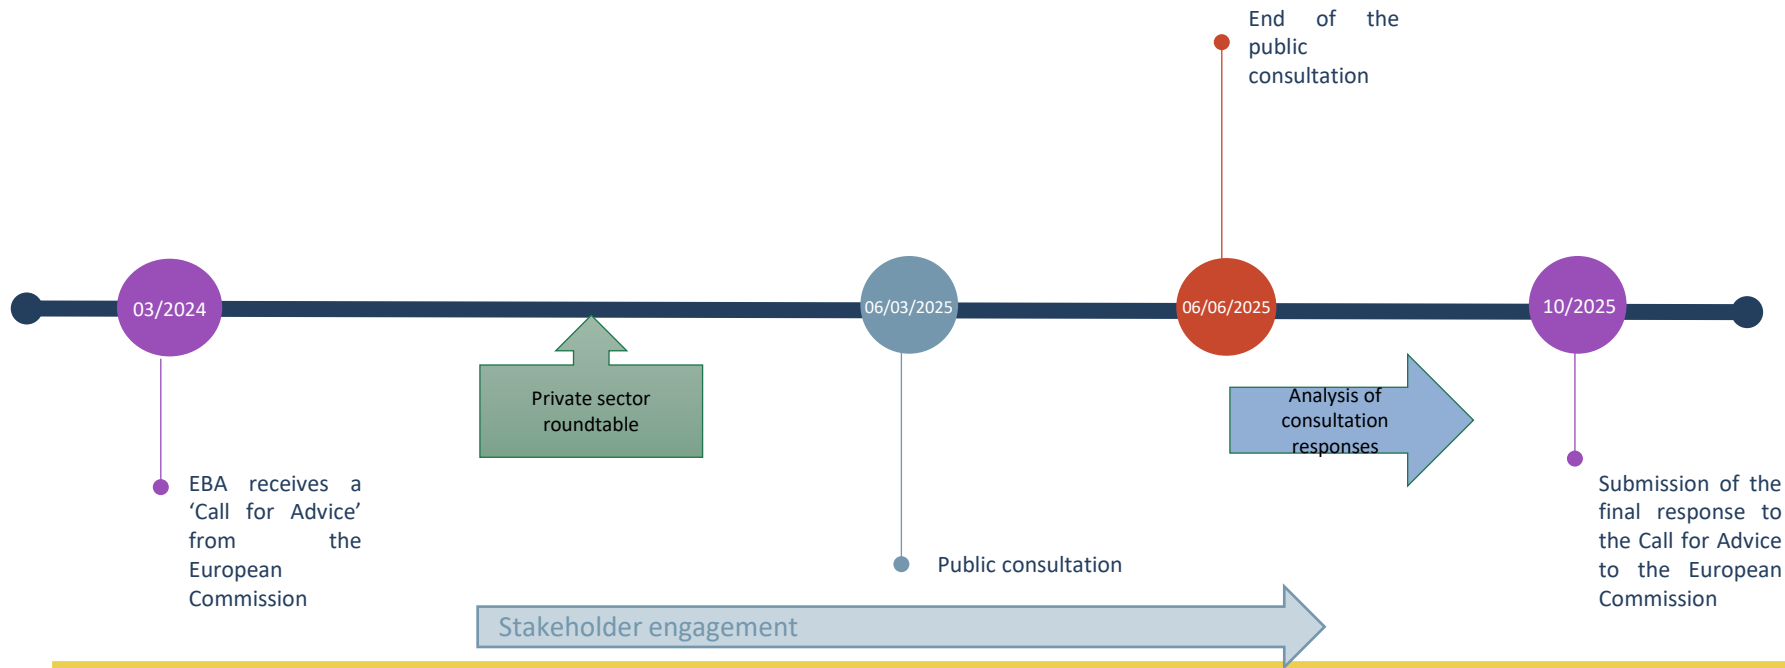 End of the
public
consultation
03/2024
06/03/2025
06/06/2025
10/2025
Private sector
roundtable
Analysis of
consultation
responses
EBA receives a
‘Call for Advice’
from the
European
Commission
Public consultation
Submission of the
final response to
the Call for Advice
to the European
Commission
Stakeholder engagement